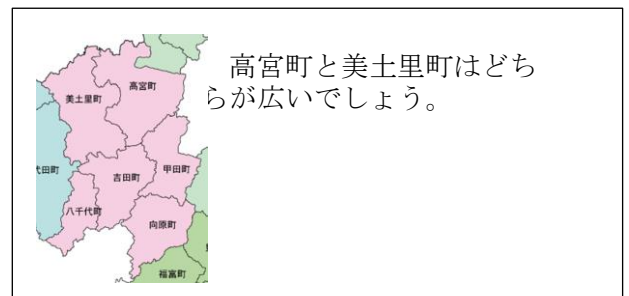 高宮町と美土里町はどち
らが広いでしょう。
高宮町
美土里町
代田町
吉田町
甲田町
八千代町
向原町
福富町